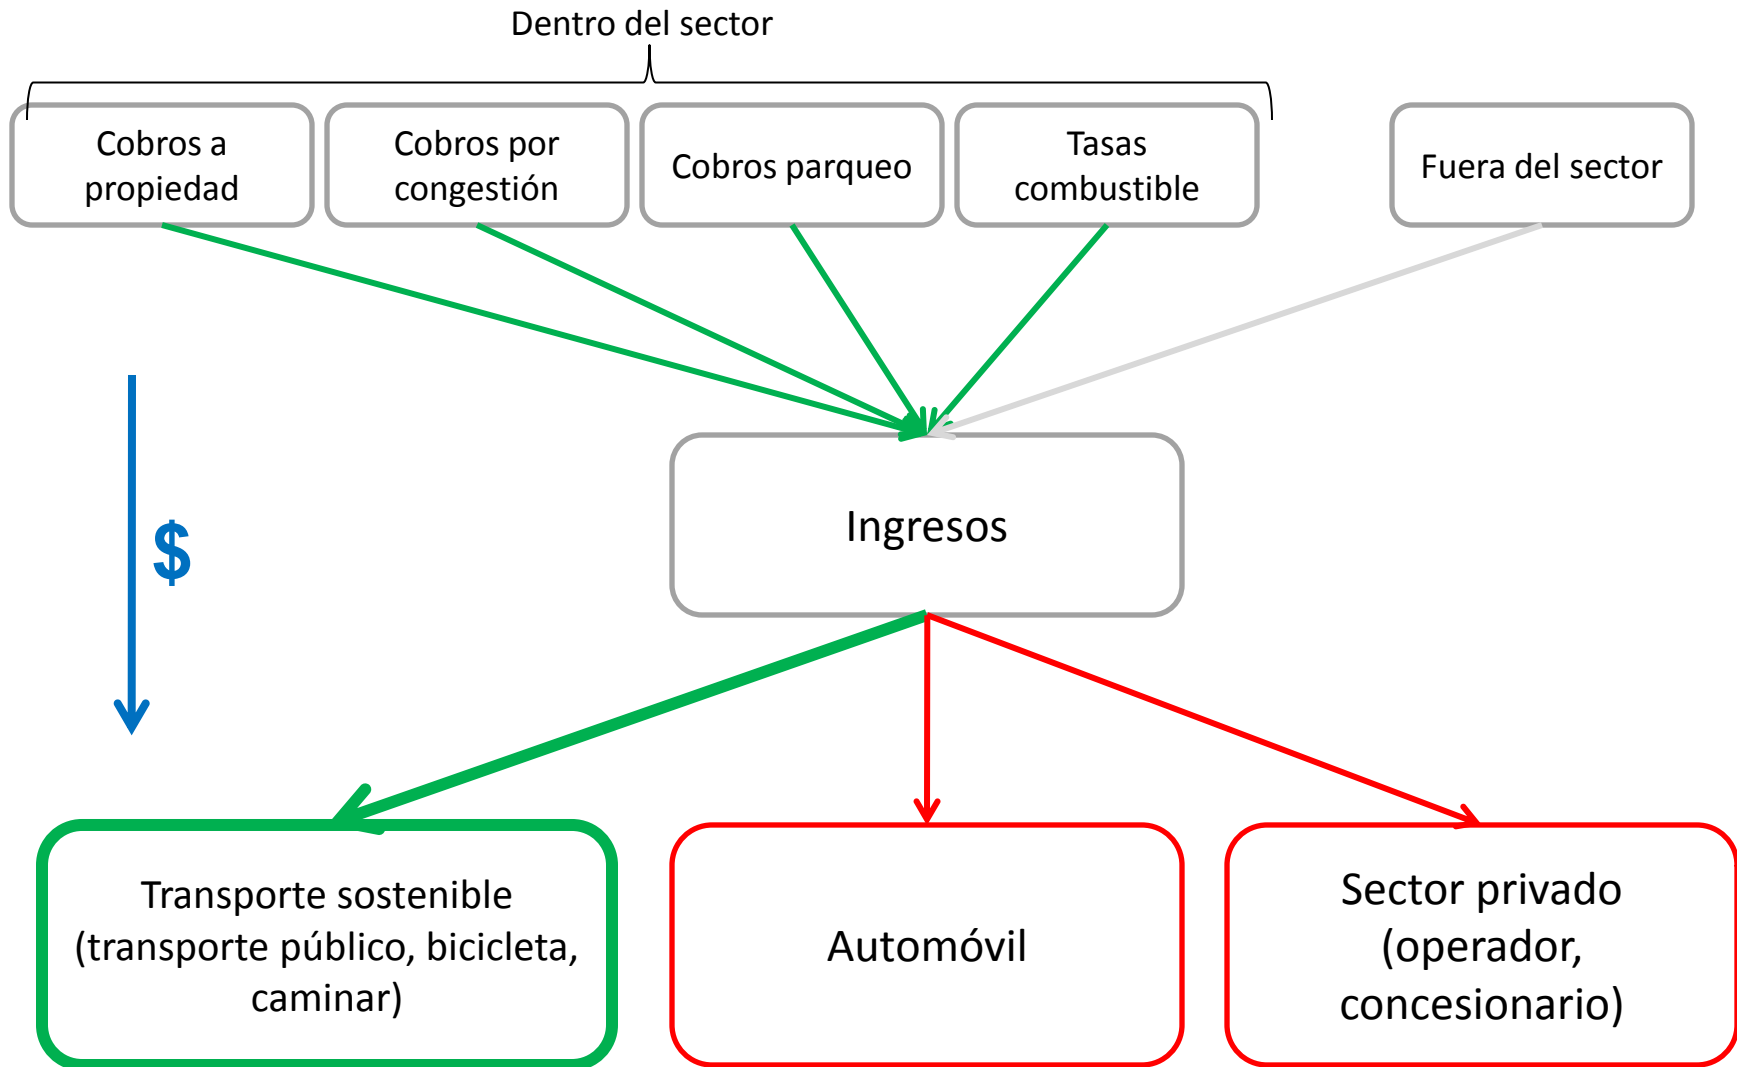 Dentro del sector
Cobros a
propiedad
Cobros por
congestión
Cobros parqueo
Tasas
combustible
Fuera del sector
$
Ingresos
Transporte sostenible
(transporte público, bicicleta,
caminar)
Automóvil
Sector privado
(operador,
concesionario)